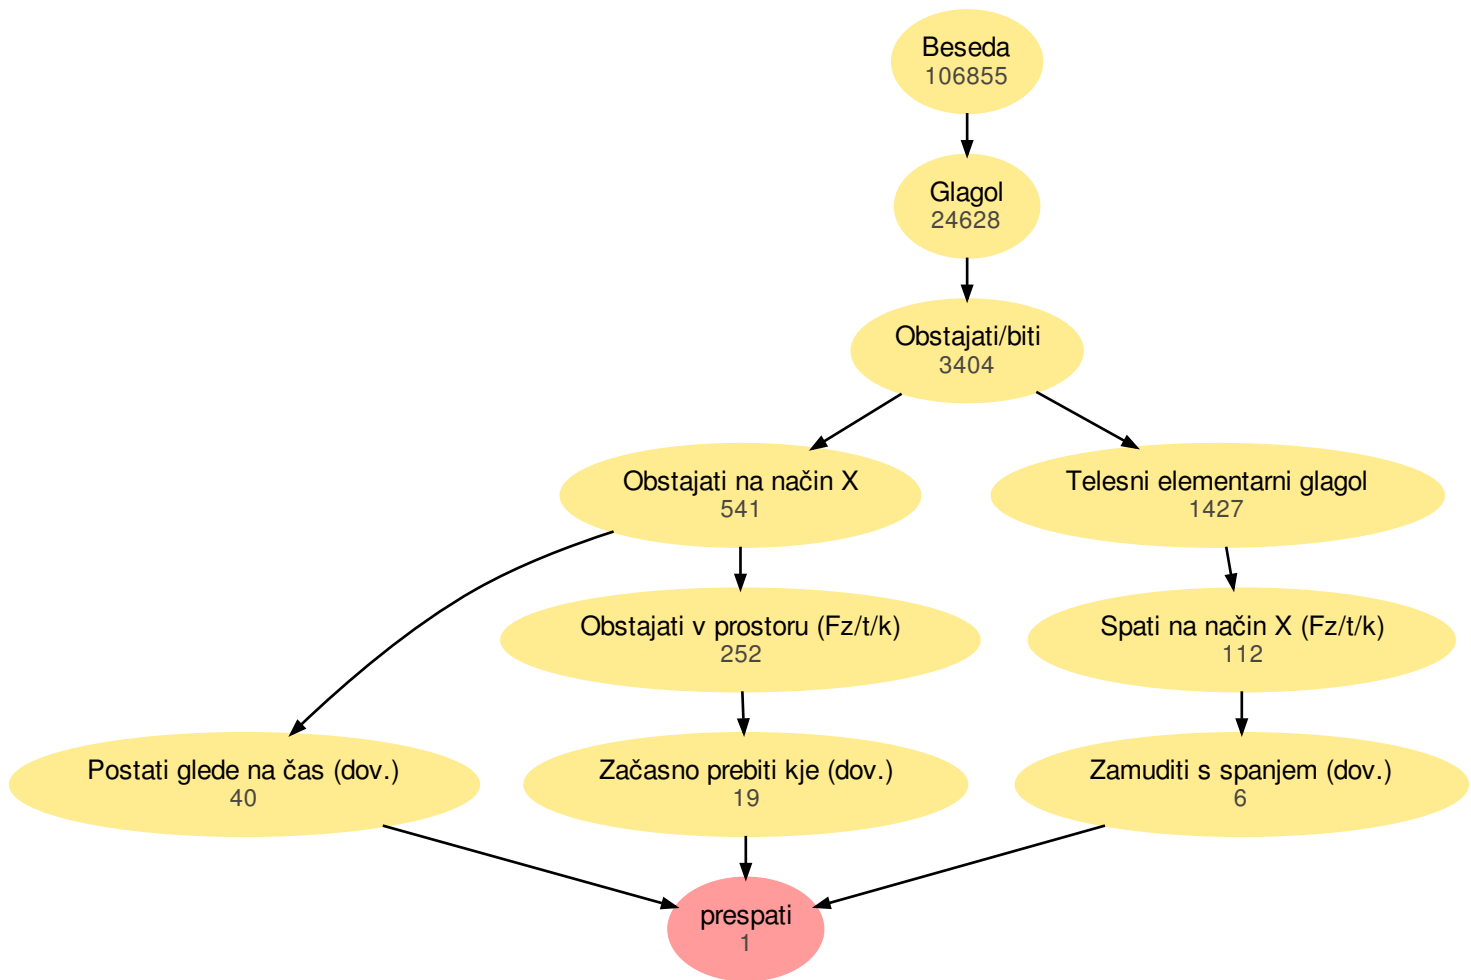 Beseda
106855
Glagol
24628
Obstajati/biti
3404
Obstajati na način X
541
Telesni elementarni glagol
1427
Obstajati v prostoru (Fz/t/k)
252
Spati na način X (Fz/t/k)
112
Postati glede na čas (dov.)
40
Začasno prebiti kje (dov.)
19
Zamuditi s spanjem (dov.)
6
prespati
1